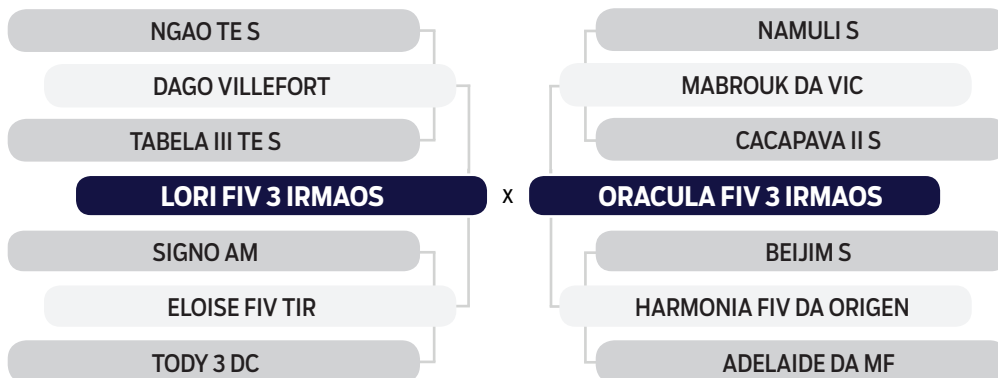 NGAO TE S
DAGO VILLEFORT
TABELA III TE S
LORI FIV 3 IRMAOS
SIGNO AM
ELOISE FIV TIR
TODY 3 DC
x
NAMULI S
MABROUK DA VIC
CACAPAVA II S
ORACULA FIV 3 IRMAOS
BEIJIM S
HARMONIA FIV DA ORIGEN
ADELAIDE DA MF